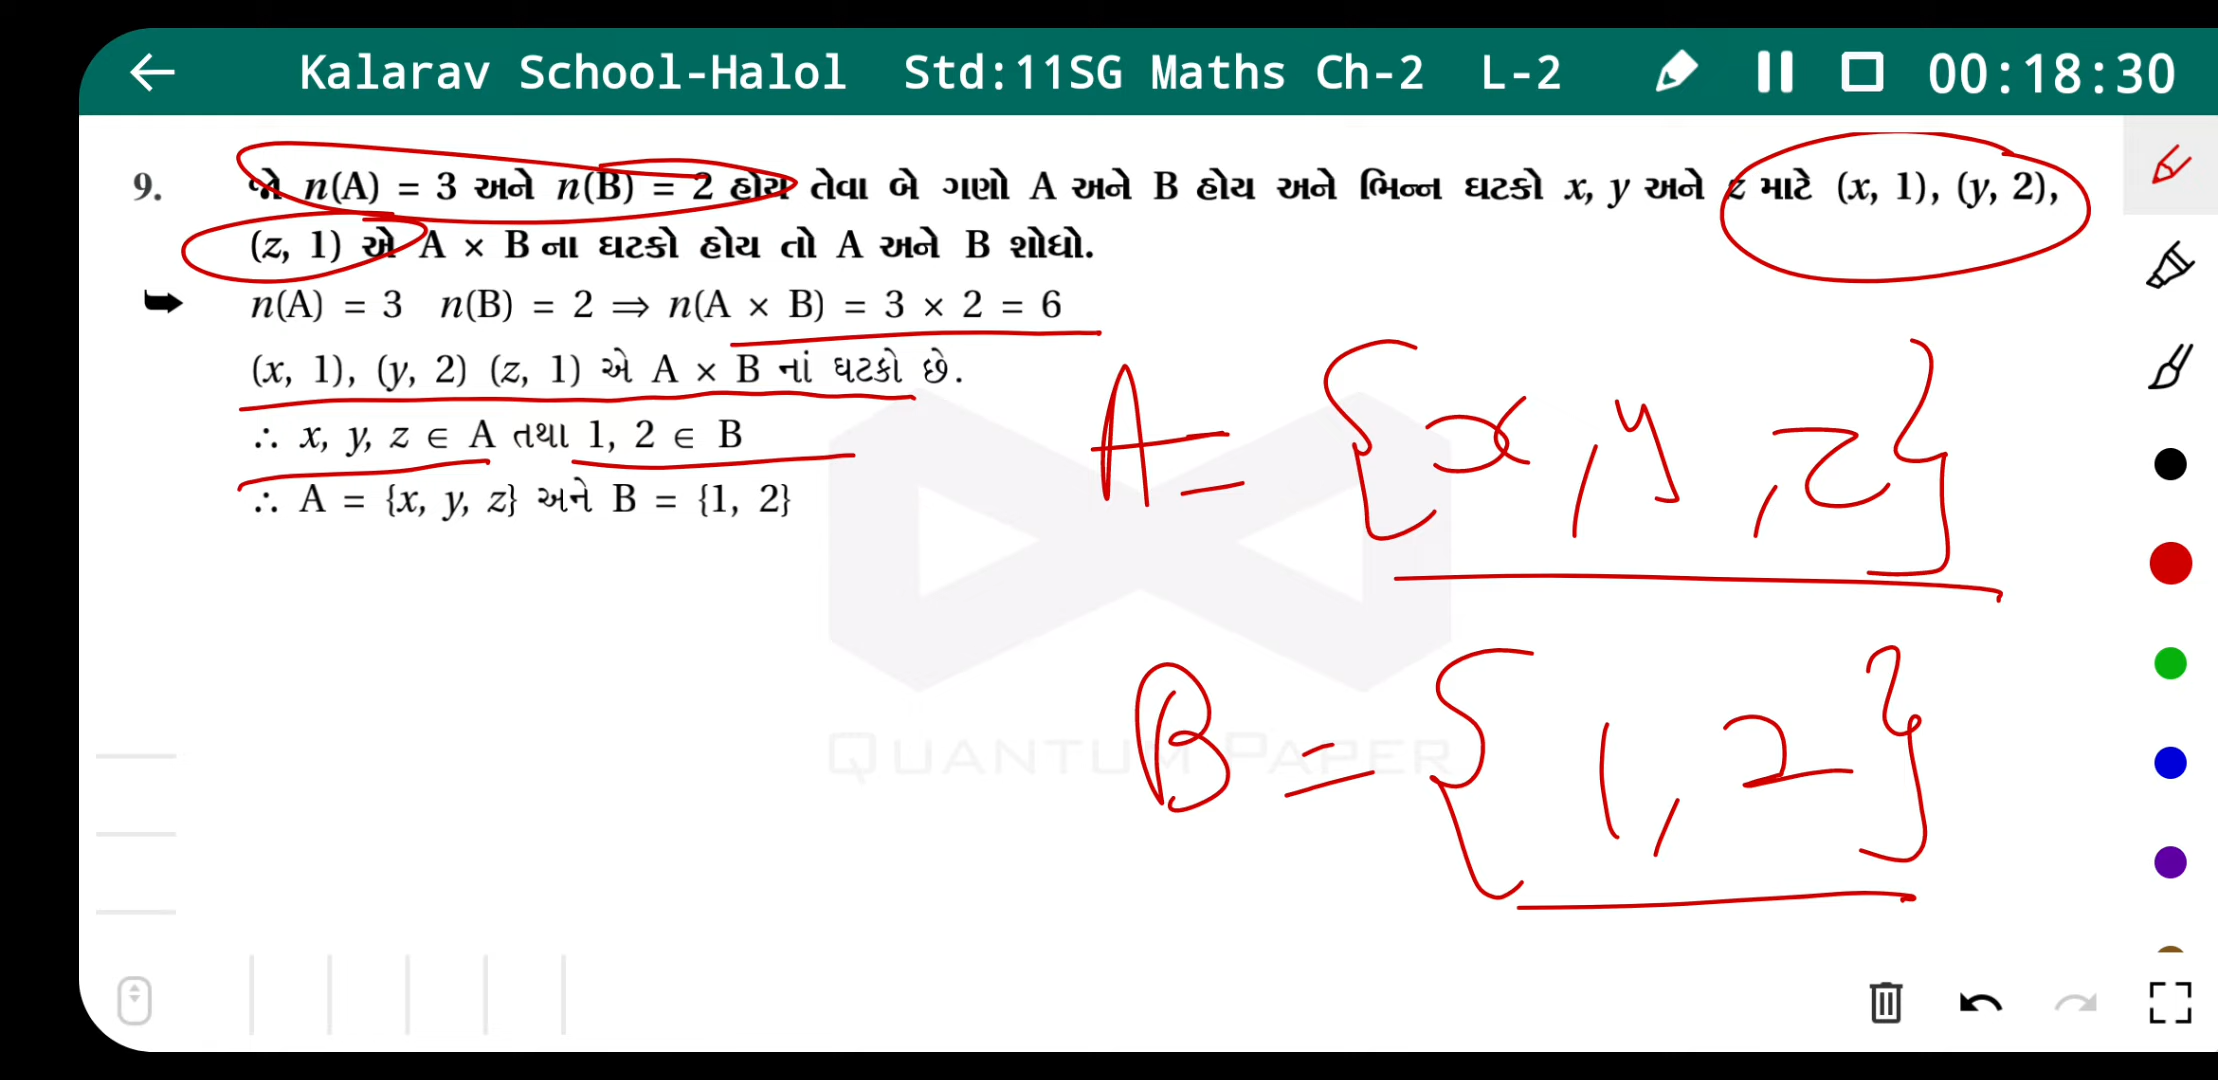 Kalarav School-Halol Std:11SG Maths Ch-2 L-2 00:18:30
9. જો n(A) = 3 અને n(B) = 2 હોય તેવા બે ગણો A અને B હોય અને ભિન્ન ઘટકો x, y અને z માટે (x, 1), (y, 2),
(z, 1) એ A × B ના ઘટકો હોય તો A અને B શોધો.
➥ n(A) = 3 n(B) = 2 ⇒ n(A × B) = 3 × 2 = 6
(x, 1), (y, 2) (z, 1) એ A × B નાં ઘટકો છે.
∴ x, y, z ∈ A તથા 1, 2 ∈ B
∴ A = {x, y, z} અને B = {1, 2}
A = {x, y, z}
B = {1, 2}
QUANTUM PAPER